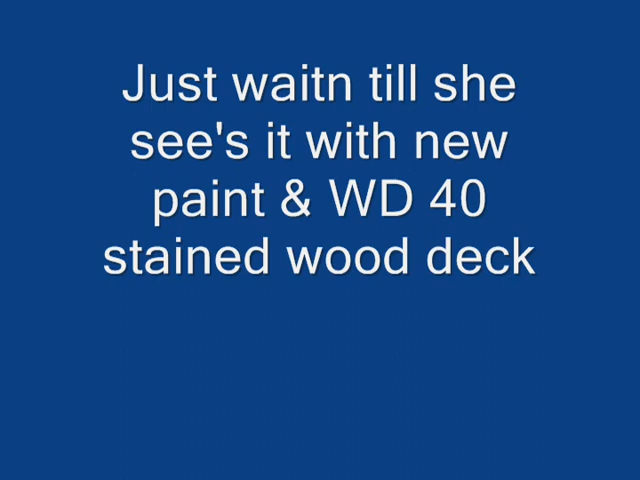 Just waitn till she
see's it with new
paint & WD 40
stained wood deck